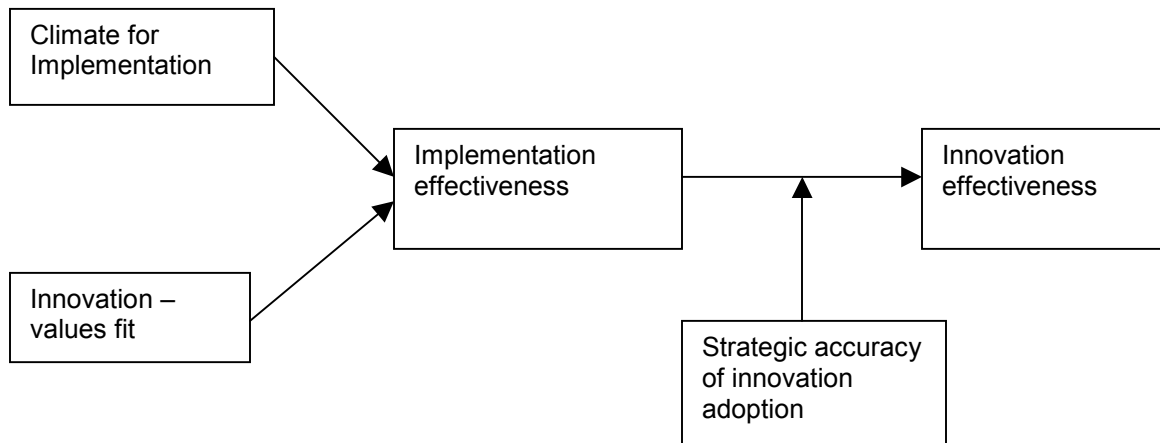 Climate for
Implementation
Implementation
effectiveness
Innovation
effectiveness
Innovation –
values fit
Strategic accuracy
of innovation
adoption